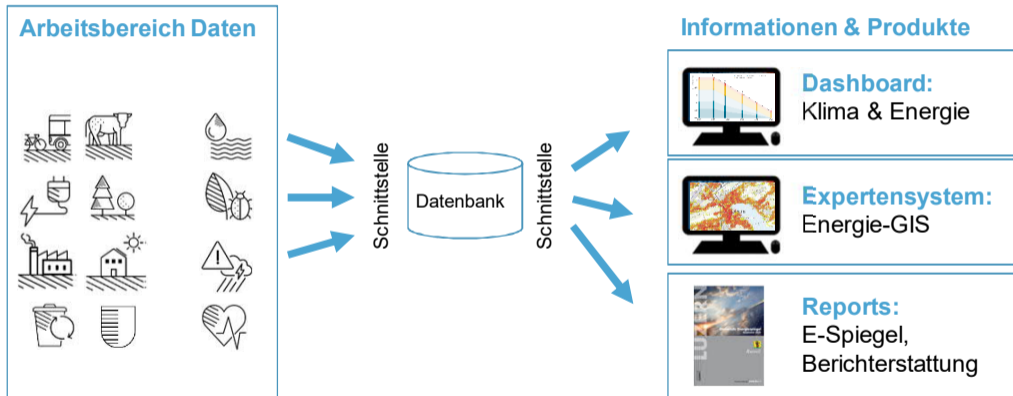 Arbeitsbereich Daten
Schnittstelle
Datenbank
Schnittstelle
Informationen & Produkte
Dashboard:
Klima & Energie
Expertensystem:
Energie-GIS
Reports:
E-Spiegel,
Berichterstattung